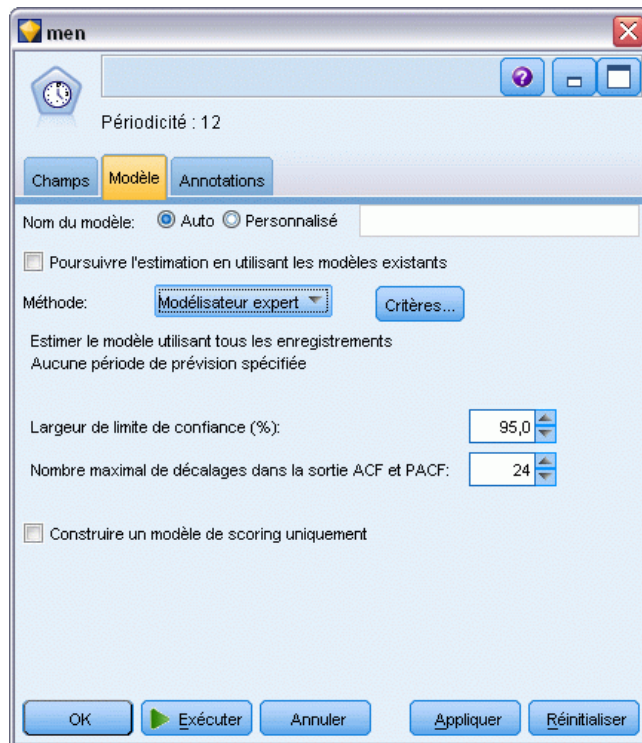 men
Périodicité : 12
Champs
Modèle
Annotations
Nom du modèle: Auto Personnalisé
Poursuivre l'estimation en utilisant les modèles existants
Méthode: Modélisateur expert Critères...
Estimer le modèle utilisant tous les enregistrements
Aucune période de prévision spécifiée
Largeur de limite de confiance (%): 95,0
Nombre maximal de décalages dans la sortie ACF et PACF: 24
Construire un modèle de scoring uniquement
OK Exécuter Annuler Appliquer Réinitialiser